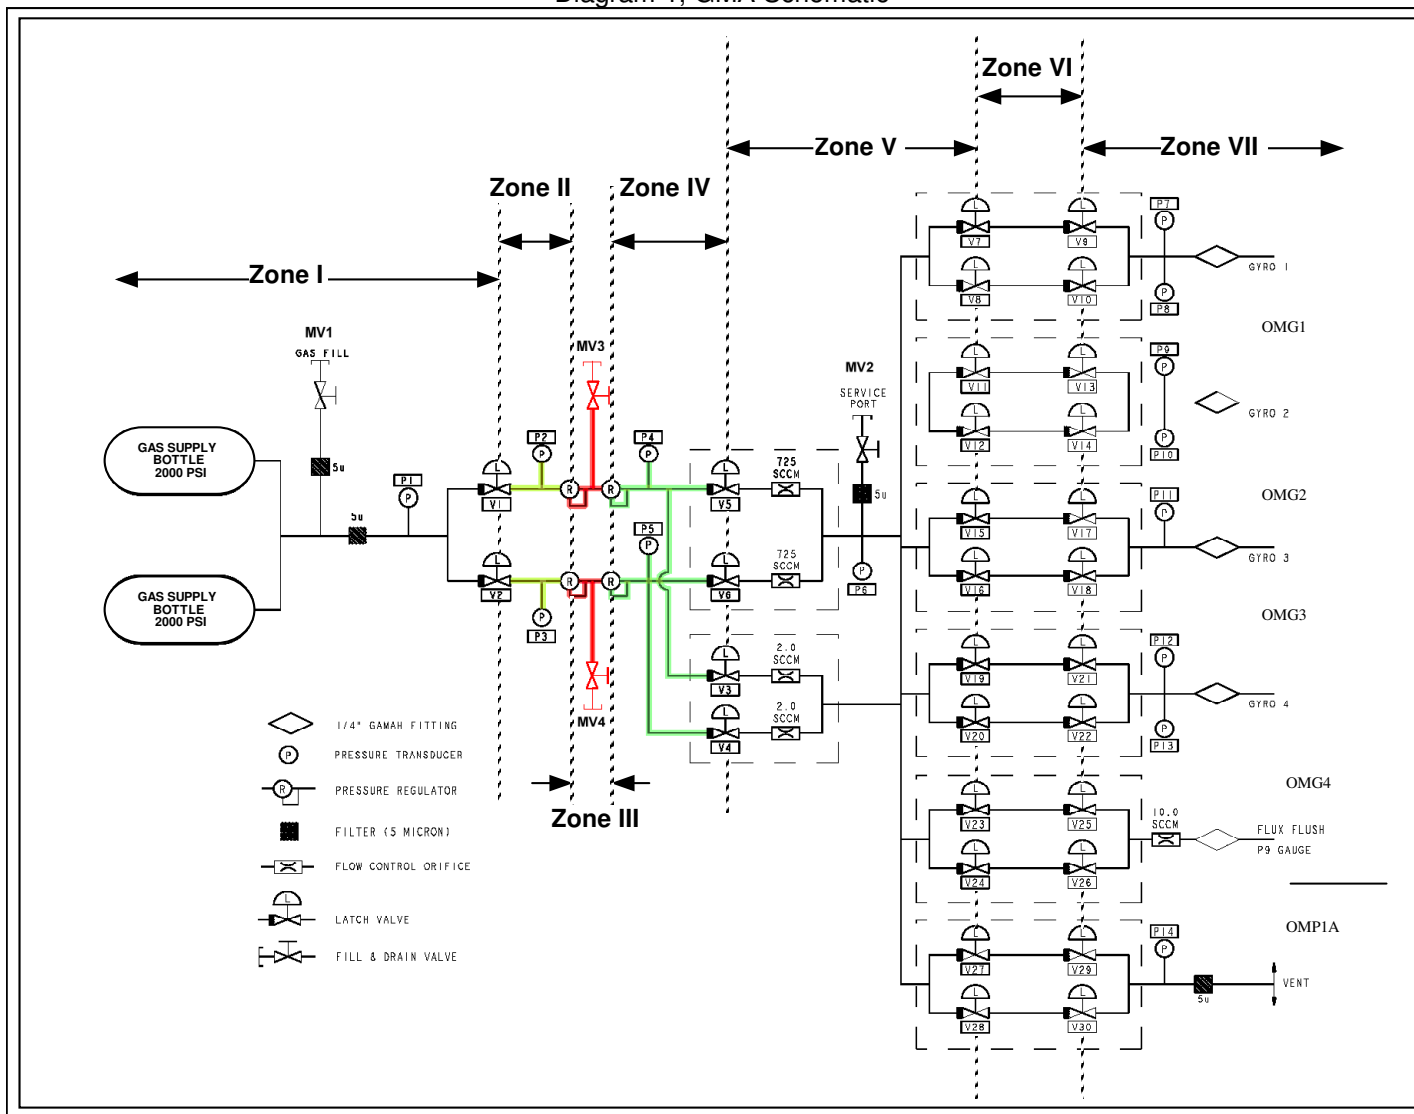 Diagram 1, GMA Schematic
Zone VI
Zone V
Zone VII
Zone II
Zone IV
Zone I
MV1
GAS FILL
MV3
MV2
SERVICE
PORT
GAS SUPPLY
BOTTLE
2000 PSI
5u
P1
5u
GAS SUPPLY
BOTTLE
2000 PSI
L
V1
L
V2
P2
P
P3
P
R
R
R
R
MV4
Zone III
P4
P
P5
P
L
V5
L
V6
L
V3
L
V4
725
SCCM
725
SCCM
2.0
SCCM
2.0
SCCM
5u
P
P6
L
V7
L
V9
L
V8
L
V10
P7
P
P
P8
GYRO 1
OMG1
L
V11
L
V13
L
V12
L
V14
P9
P
P
P10
GYRO 2
OMG2
L
V15
L
V17
L
V16
L
V18
P11
P
GYRO 3
OMG3
L
V19
L
V21
L
V20
L
V22
P12
P
P
P13
GYRO 4
OMG4
L
V23
L
V25
L
V24
L
V26
10.0
SCCM
FLUX FLUSH
P9 GAUGE
OMP1A
L
V27
L
V29
L
V28
L
V30
P14
P
5u
VENT
1/4" GAMAH FITTING
P
PRESSURE TRANSDUCER
R
PRESSURE REGULATOR
FILTER (5 MICRON)
FLOW CONTROL ORIFICE
L
LATCH VALVE
FILL & DRAIN VALVE